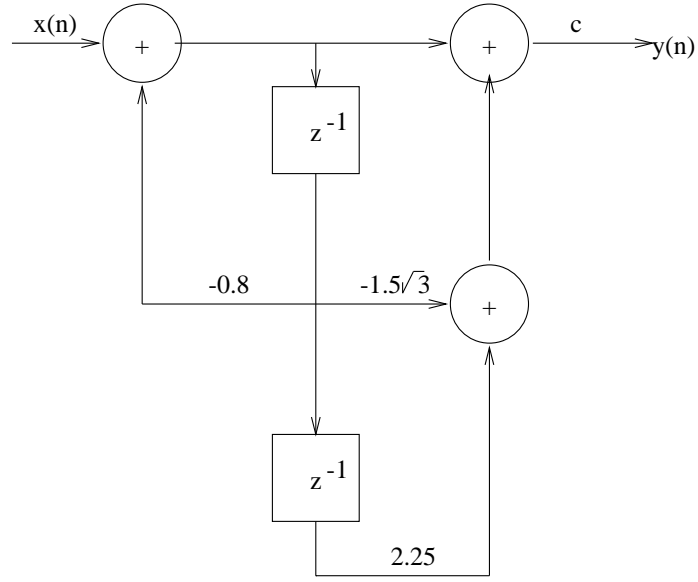 x(n)
c
+
+
y(n)
z-1
-0.8
-1.5√3
+
z-1
2.25